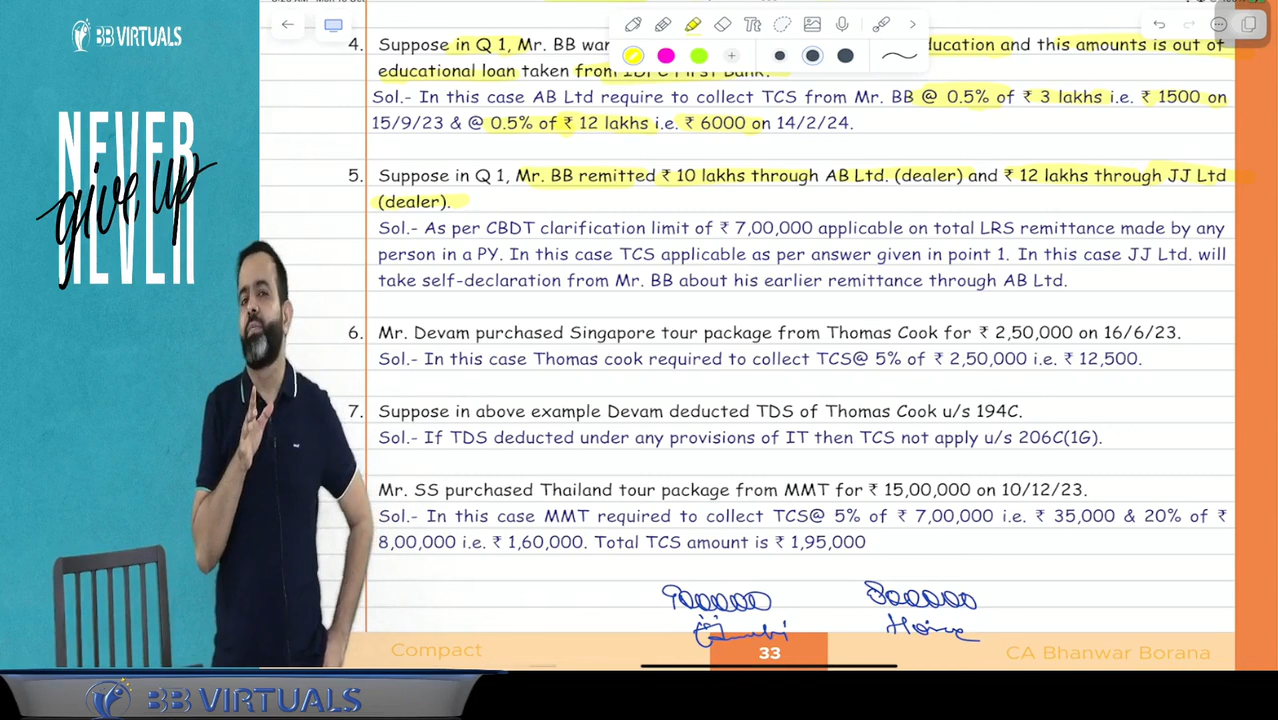 BB VIRTUALS
NEVER
give up
NEVER
4. Suppose in Q 1, Mr. BB ducation and this amounts is out of
educational loan taken from IDFC First Bank.
Sol.- In this case AB Ltd require to collect TCS from Mr. BB @ 0.5% of ₹ 3 lakhs i.e. ₹ 1500 on
15/9/23 & @ 0.5% of ₹ 12 lakhs i.e. ₹ 6000 on 14/2/24.
5. Suppose in Q 1, Mr. BB remitted ₹ 10 lakhs through AB Ltd. (dealer) and ₹ 12 lakhs through JJ Ltd
(dealer).
Sol.- As per CBDT clarification limit of ₹ 7,00,000 applicable on total LRS remittance made by any
person in a PY. In this case TCS applicable as per answer given in point 1. In this case JJ Ltd. will
take self-declaration from Mr. BB about his earlier remittance through AB Ltd.
6. Mr. Devam purchased Singapore tour package from Thomas Cook for ₹ 2,50,000 on 16/6/23.
Sol.- In this case Thomas cook required to collect TCS@ 5% of ₹ 2,50,000 i.e. ₹ 12,500.
7. Suppose in above example Devam deducted TDS of Thomas Cook u/s 194C.
Sol.- If TDS deducted under any provisions of IT then TCS not apply u/s 206C(1G).
Mr. SS purchased Thailand tour package from MMT for ₹ 15,00,000 on 10/12/23.
Sol.- In this case MMT required to collect TCS@ 5% of ₹ 7,00,000 i.e. ₹ 35,000 & 20% of ₹
8,00,000 i.e. ₹ 1,60,000. Total TCS amount is ₹ 1,95,000
900000 800000
Compact 33 CA Bhanwar Borana
BB VIRTUALS